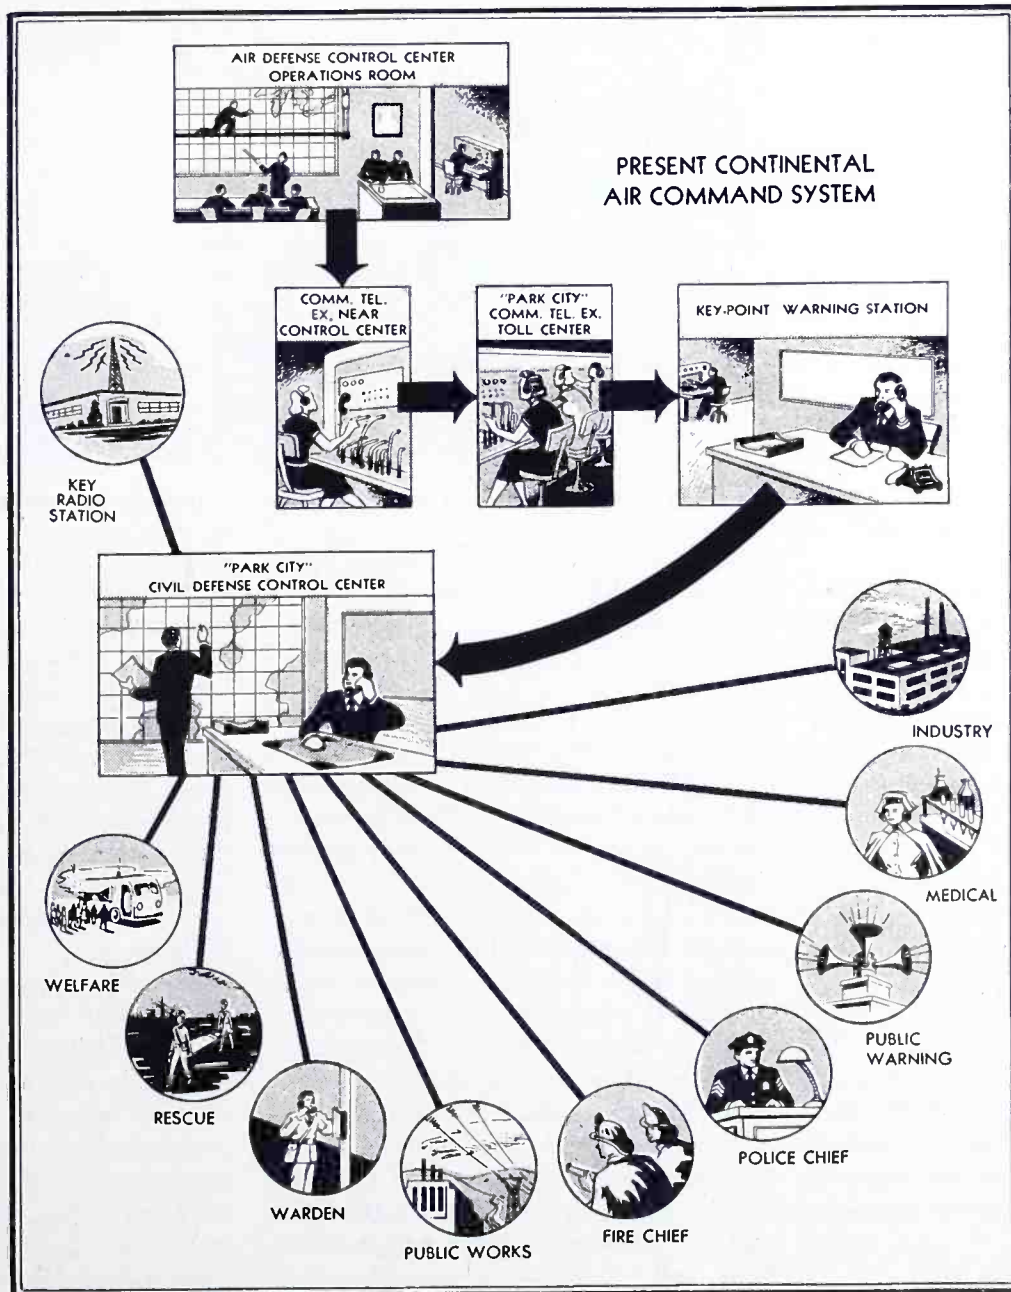 AIR DEFENSE CONTROL CENTER
OPERATIONS ROOM
PRESENT CONTINENTAL
AIR COMMAND SYSTEM
COMM. TEL.
EX. NEAR
CONTROL CENTER
"PARK CITY"
COMM. TEL. EX.
TOLL CENTER
KEY-POINT WARNING STATION
KEY
RADIO
STATION
"PARK CITY"
CIVIL DEFENSE CONTROL CENTER
INDUSTRY
MEDICAL
PUBLIC
WARNING
POLICE CHIEF
FIRE CHIEF
PUBLIC WORKS
WARDEN
RESCUE
WELFARE